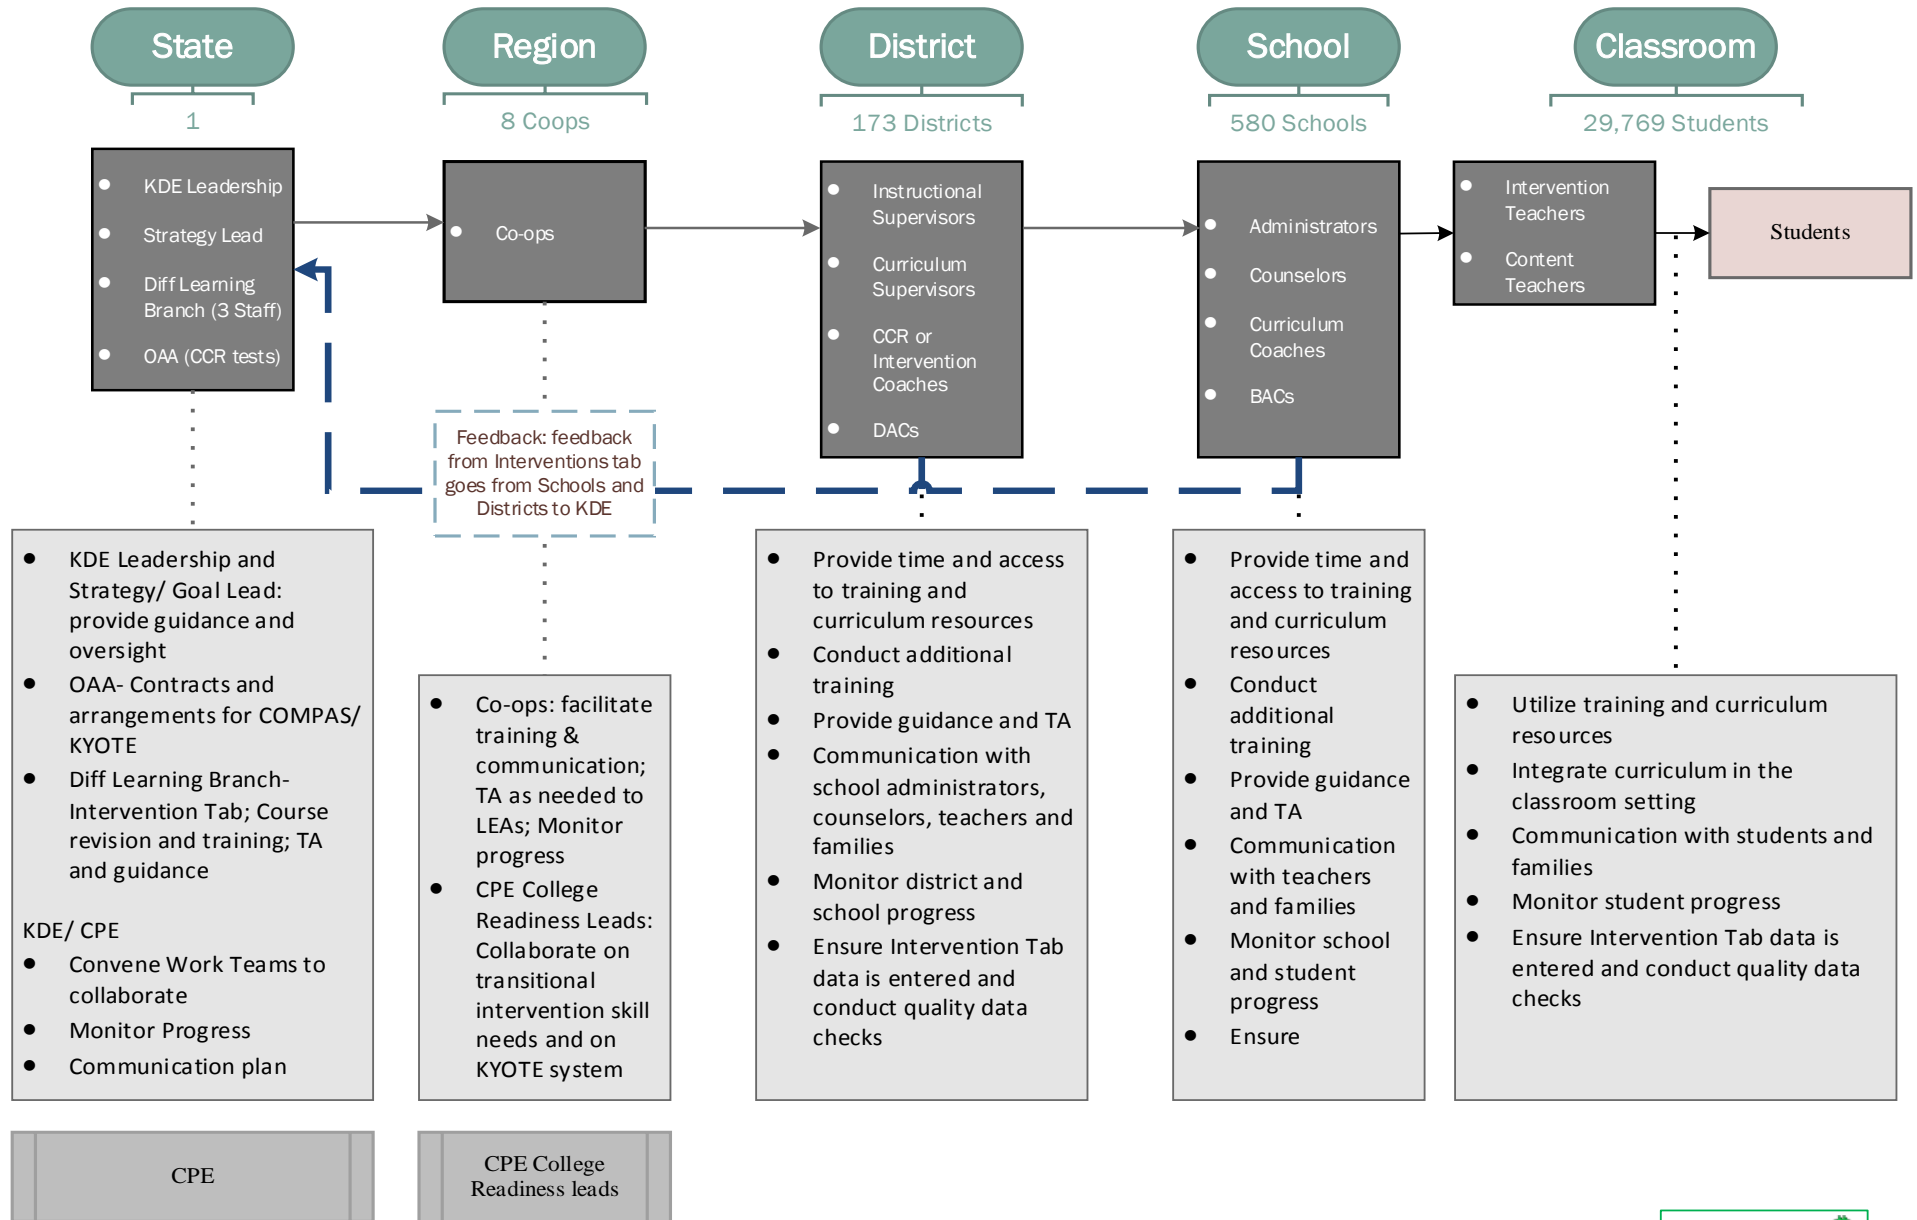 State
Region
District
School
Classroom
1
8 Coops
173 Districts
580 Schools
29,769 Students
• KDE Leadership
• Strategy Lead
• Diff Learning
Branch (3 Staff)
• OAA (CCR tests)
• Co-ops
• Instructional
Supervisors
• Curriculum
Supervisors
• CCR or
Intervention
Coaches
• DACs
• Administrators
• Counselors
• Curriculum
Coaches
• BACs
• Intervention
Teachers
• Content
Teachers
Students
Feedback: feedback
from Interventions tab
goes from Schools and
Districts to KDE
• KDE Leadership and
Strategy/ Goal Lead:
provide guidance and
oversight
• OAA- Contracts and
arrangements for COMPAS/
KYOTE
• Diff Learning Branch-
Intervention Tab; Course
revision and training; TA
and guidance
KDE/ CPE
• Convene Work Teams to
collaborate
• Monitor Progress
• Communication plan
• Co-ops: facilitate
training &
communication;
TA as needed to
LEAs; Monitor
progress
• CPE College
Readiness Leads:
Collaborate on
transitional
intervention skill
needs and on
KYOTE system
• Provide time and access
to training and
curriculum resources
• Conduct additional
training
• Provide guidance and TA
• Communication with
school administrators,
counselors, teachers and
families
• Monitor district and
school progress
• Ensure Intervention Tab
data is entered and
conduct quality data
checks
• Provide time and
access to training
and curriculum
resources
• Conduct
additional
training
• Provide guidance
and TA
• Communication
with teachers
and families
• Monitor school
and student
progress
• Ensure
• Utilize training and curriculum
resources
• Integrate curriculum in the
classroom setting
• Communication with students and
families
• Monitor student progress
• Ensure Intervention Tab data is
entered and conduct quality data
checks
CPE
CPE College
Readiness leads